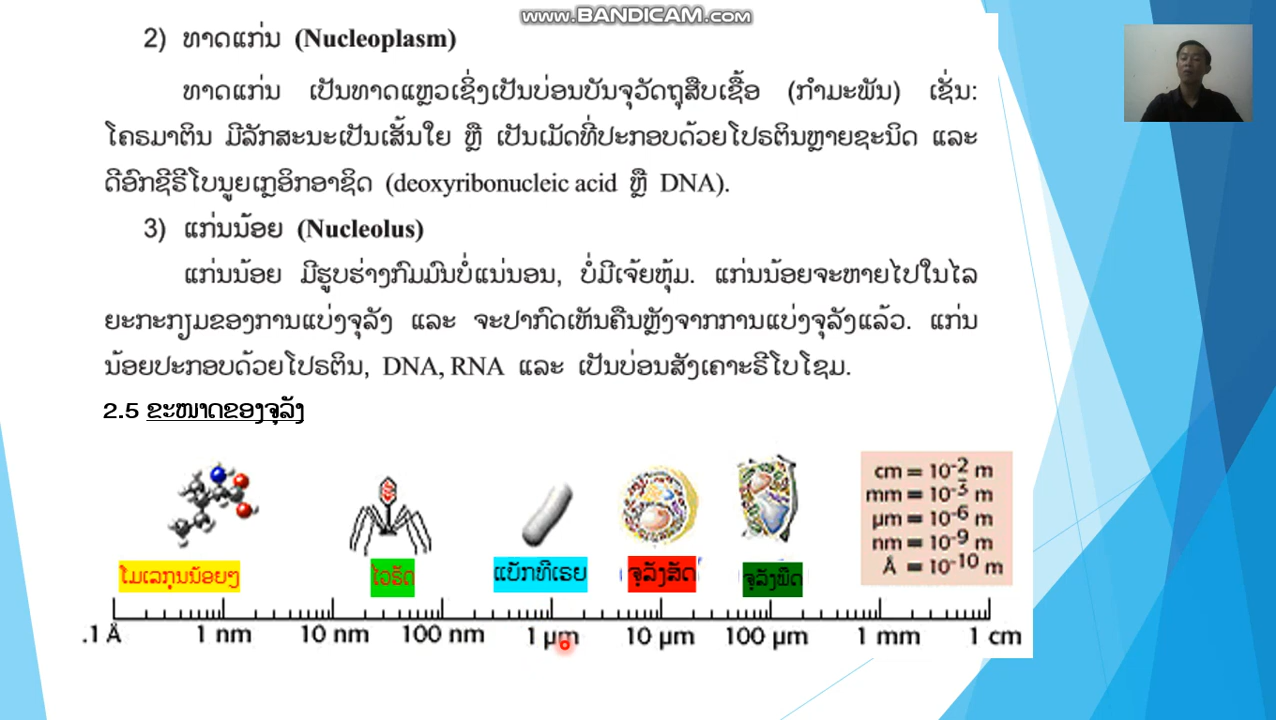 www.BANDICAM.com
2) ທາດແກ່ນ (Nucleoplasm)
ທາດແກ່ນ ເປັນທາດແຫຼວເຊິ່ງເປັນບ່ອນບັນຈຸວັດຖຸສືບເຊື້ອ (ກຳມະພັນ) ເຊັ່ນ:
ໂຄຣມາຕິນ ມີລັກສະນະເປັນເສັ້ນໃຍ ຫຼື ເປັນເມັດທີ່ປະກອບດ້ວຍໂປຣຕິນຫຼາຍຊະນິດ ແລະ
ດີອົກຊີຣີໂບນູຍເກຼອິກອາຊິດ (deoxyribonucleic acid ຫຼື DNA).
3) ແກ່ນນ້ອຍ (Nucleolus)
ແກ່ນນ້ອຍ ມີຮູບຮ່າງກົມມົນບໍ່ແນ່ນອນ, ບໍ່ມີເຈ້ຍຫຸ້ມ. ແກ່ນນ້ອຍຈະຫາຍໄປໃນໄລ
ຍະກະກຽມຂອງການແບ່ງຈຸລັງ ແລະ ຈະປາກົດເຫັນຄືນຫຼັງຈາກການແບ່ງຈຸລັງແລ້ວ. ແກ່ນ
ນ້ອຍປະກອບດ້ວຍໂປຣຕິນ, DNA, RNA ແລະ ເປັນບ່ອນສັງເຄາະຣີໂບໂຊມ.
2.5 ຂະໜາດຂອງຈຸລັງ
cm = 10-2 m
mm = 10-3 m
µm = 10-6 m
nm = 10-9 m
Å = 10-10 m
ໂມເລກູນນ້ອຍໆ ໄວຣັດ ແບັກທີເຣຍ ຈຸລັງສັດ ຈຸລັງພືດ
.1 Å 1 nm 10 nm 100 nm 1 µm 10 µm 100 µm 1 mm 1 cm